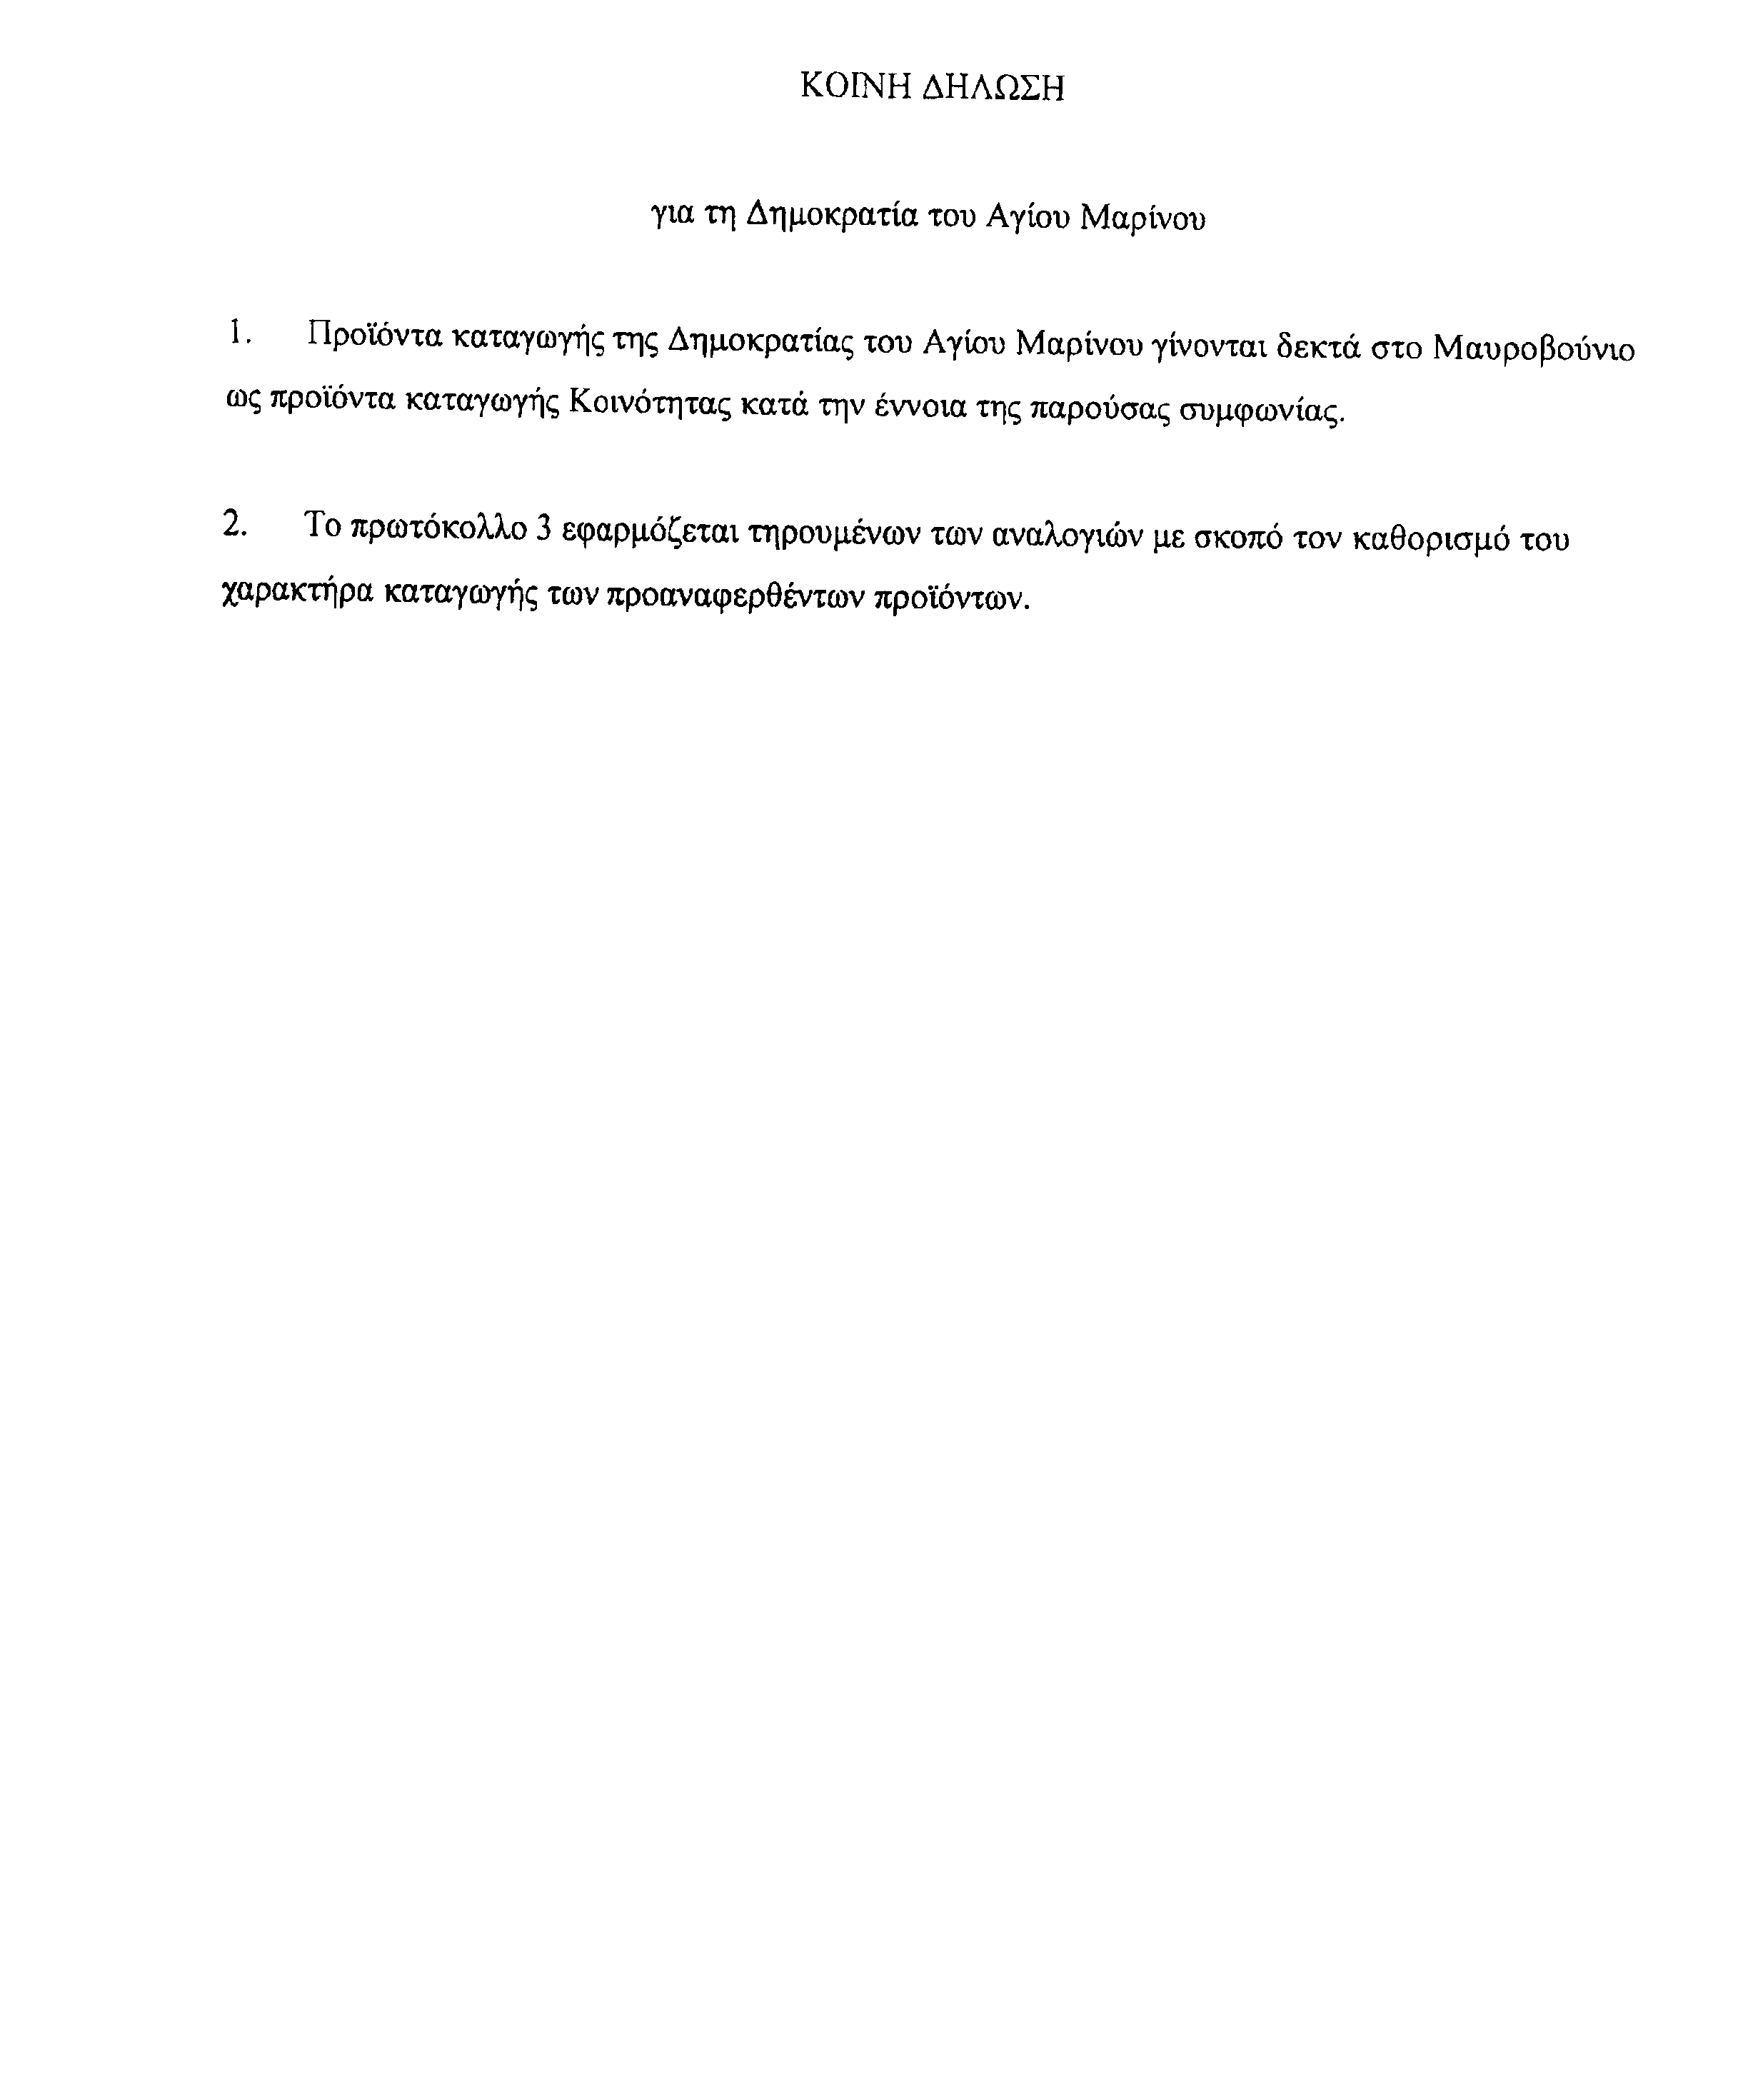 ΚΟΙΝΗ ΔΗΛΩΣΗ
για τη Δημοκρατία του Αγίου Μαρίνου
1. Προϊόντα καταγωγής της Δημοκρατίας του Αγίου Μαρίνου γίνονται δεκτά στο Μαυροβούνιο
ως προϊόντα καταγωγής Κοινότητας κατά την έννοια της παρούσας συμφωνίας.
2. Το πρωτόκολλο 3 εφαρμόζεται τηρουμένων των αναλογιών με σκοπό τον καθορισμό του
χαρακτήρα καταγωγής των προαναφερθέντων προϊόντων.